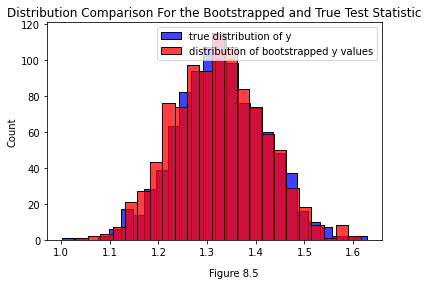 Distribution Comparison For the Bootstrapped and True Test Statistic
true distribution of y
distribution of bootstrapped y values
120
100
80
60
40
20
0
Count
1.0 1.1 1.2 1.3 1.4 1.5 1.6
Figure 8.5